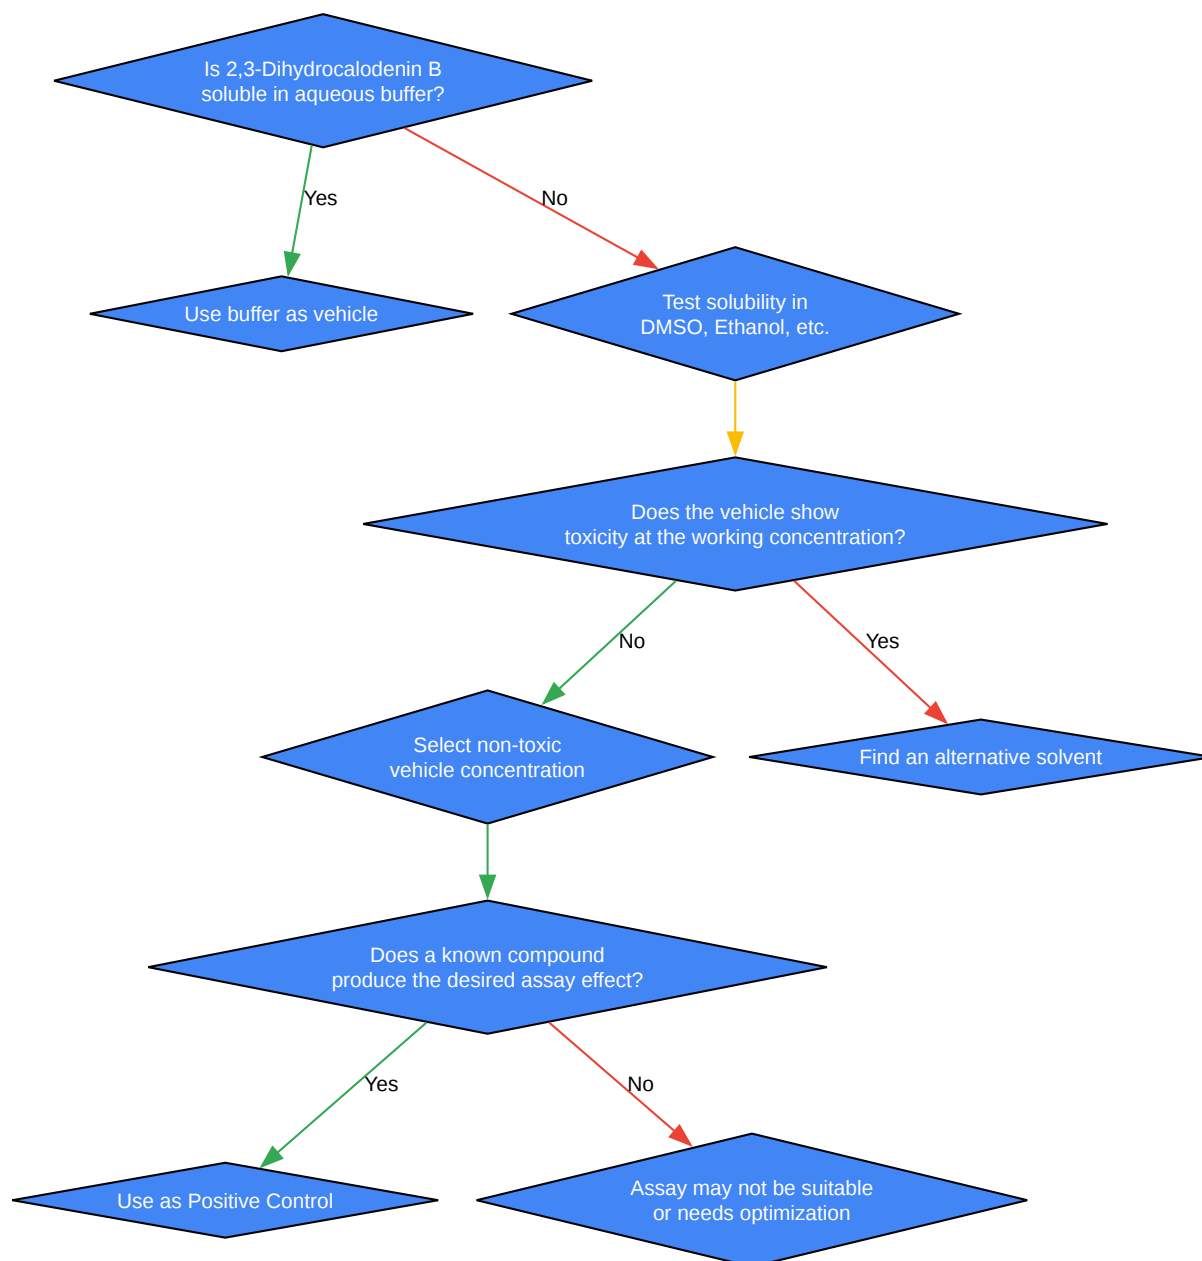 Is 2,3-Dihydrocalodenin B
soluble in aqueous buffer?
Yes
No
Use buffer as vehicle
Test solubility in
DMSO, Ethanol, etc.
Does the vehicle show
toxicity at the working concentration?
No
Yes
Select non-toxic
vehicle concentration
Find an alternative solvent
Does a known compound
produce the desired assay effect?
Yes
No
Use as Positive Control
Assay may not be suitable
or needs optimization